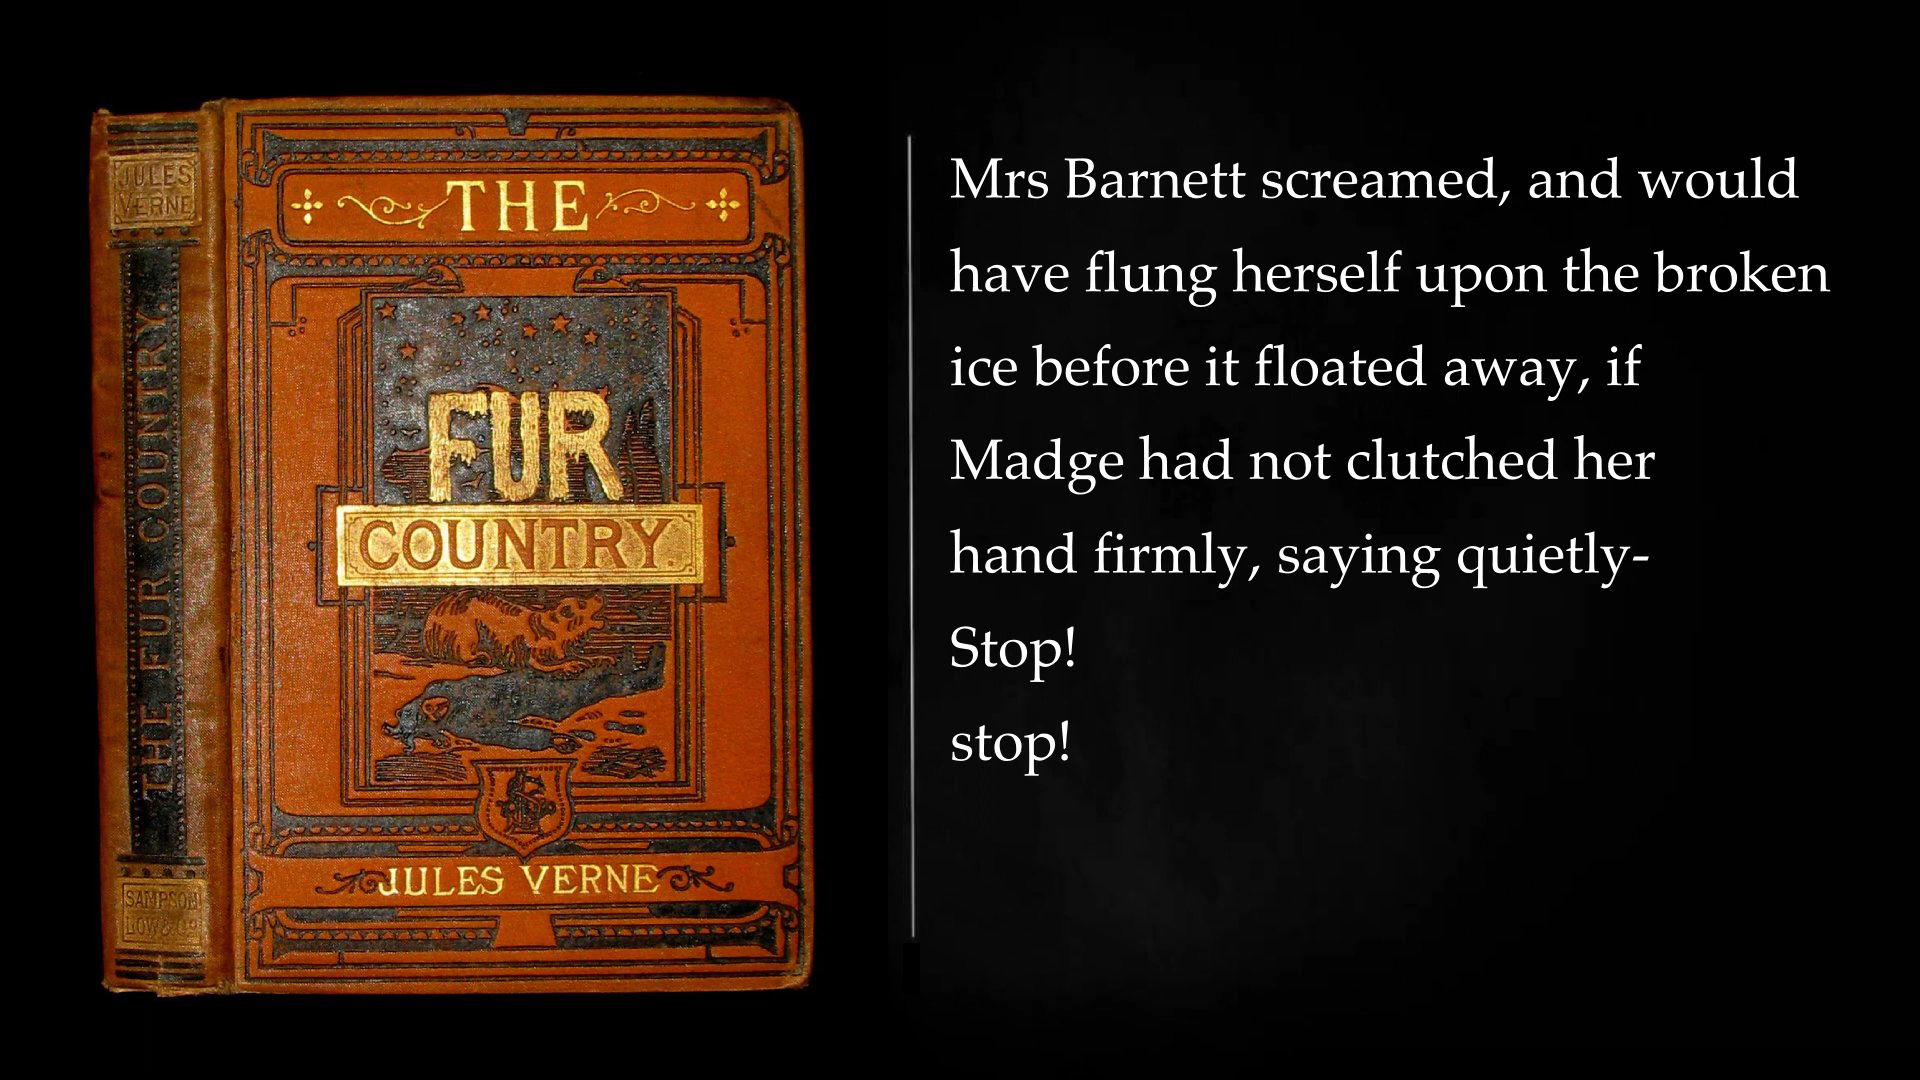 JULES
VERNE
THE FUR COUNTRY.
SAMPSON
LOW & Co
THE
FUR
COUNTRY.
JULES VERNE
Mrs Barnett screamed, and would
have flung herself upon the broken
ice before it floated away, if
Madge had not clutched her
hand firmly, saying quietly-
Stop!
stop!